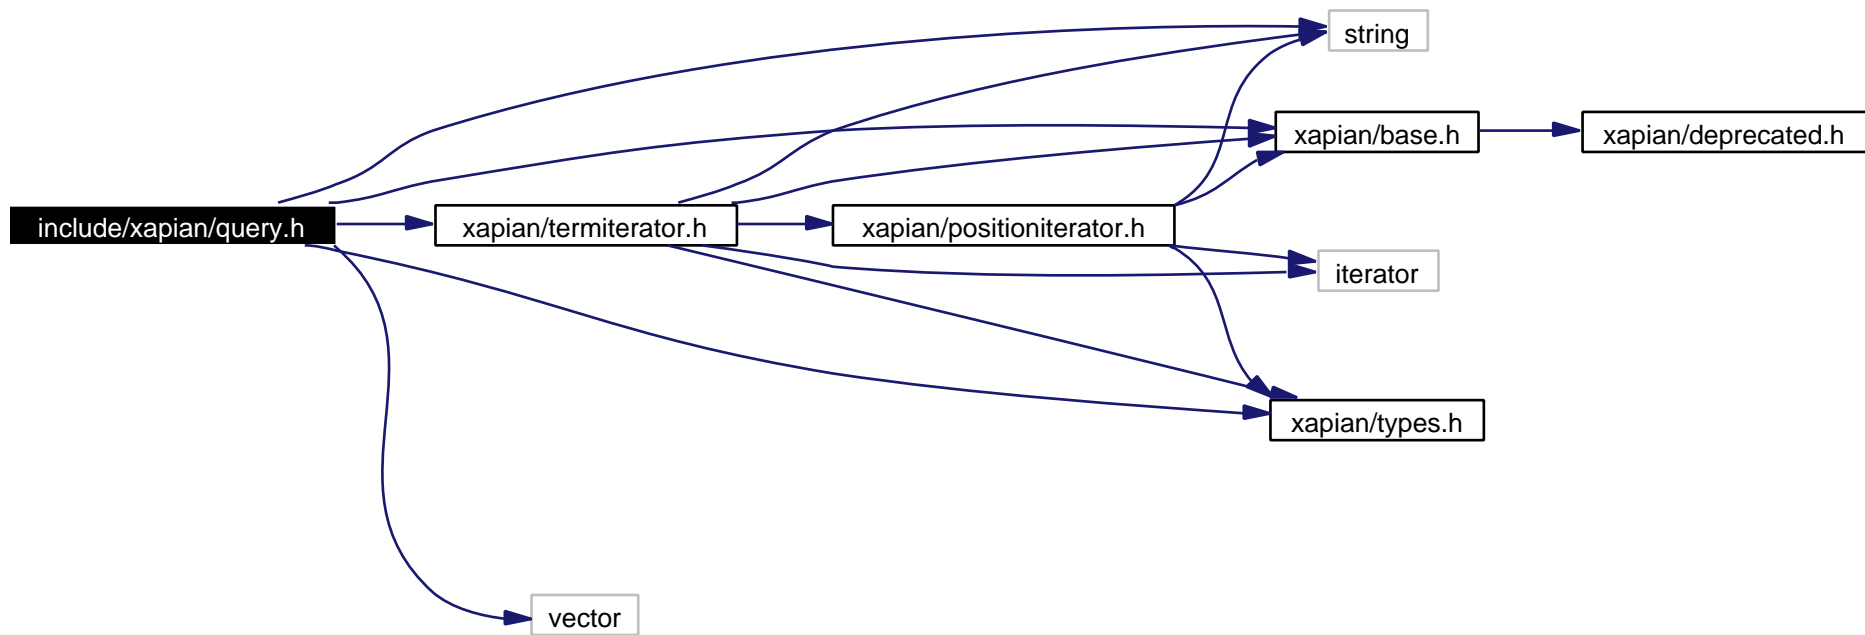 string
xapian/base.h
xapian/deprecated.h
include/xapian/query.h
xapian/termiterator.h
xapian/positioniterator.h
iterator
xapian/types.h
vector